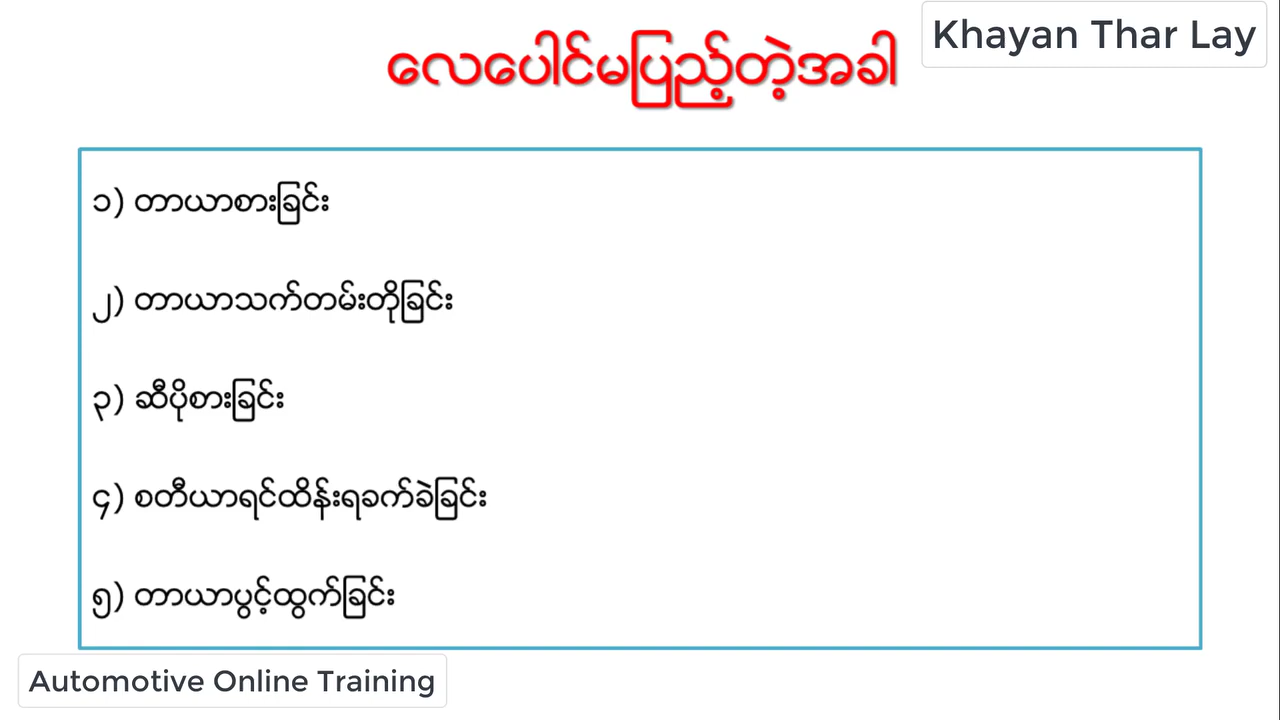 Khayan Thar Lay
လေပေါင်မပြည့်တဲ့အခါ
၁) တာယာစားခြင်း
၂) တာယာသက်တမ်းတိုခြင်း
၃) ဆီပိုစားခြင်း
၄) စတီယာရင်ထိန်းရခက်ခဲခြင်း
၅) တာယာပွင့်ထွက်ခြင်း
Automotive Online Training